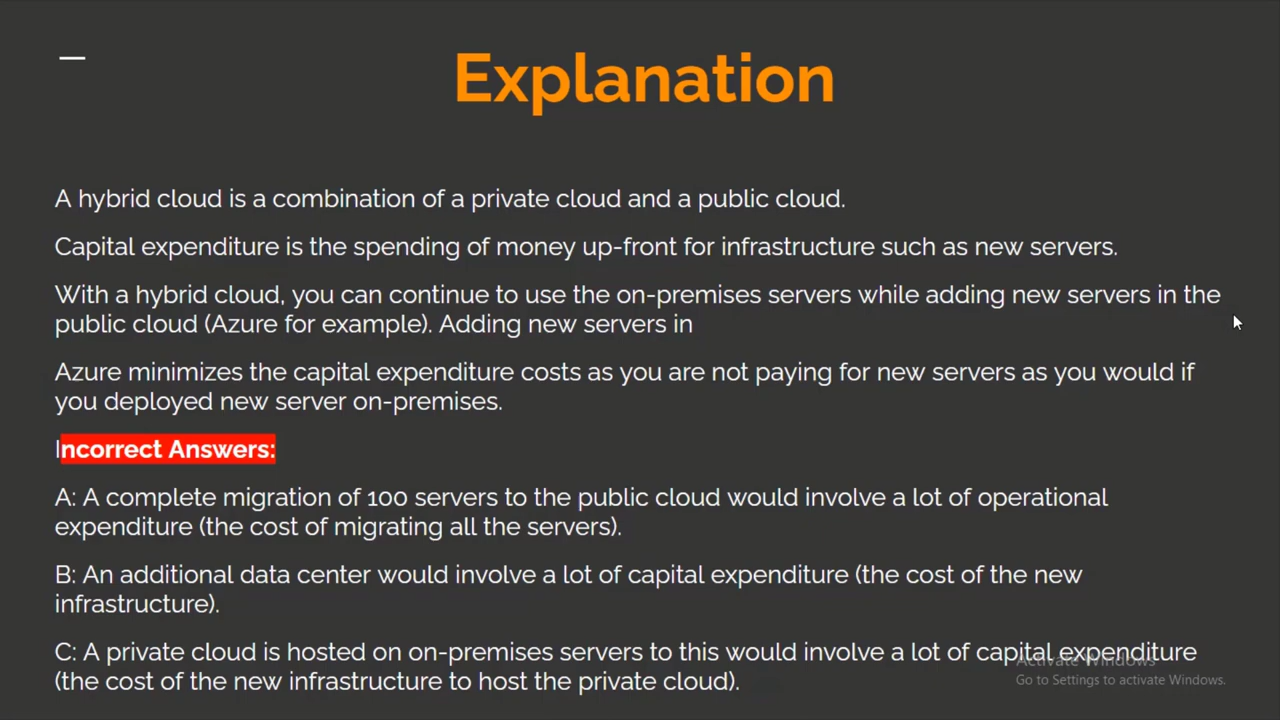 Explanation
A hybrid cloud is a combination of a private cloud and a public cloud.
Capital expenditure is the spending of money up-front for infrastructure such as new servers.
With a hybrid cloud, you can continue to use the on-premises servers while adding new servers in the
public cloud (Azure for example). Adding new servers in
Azure minimizes the capital expenditure costs as you are not paying for new servers as you would if
you deployed new server on-premises.
Incorrect Answers:
A: A complete migration of 100 servers to the public cloud would involve a lot of operational
expenditure (the cost of migrating all the servers).
B: An additional data center would involve a lot of capital expenditure (the cost of the new
infrastructure).
C: A private cloud is hosted on on-premises servers to this would involve a lot of capital expenditure
(the cost of the new infrastructure to host the private cloud).
Activate Windows
Go to Settings to activate Windows.